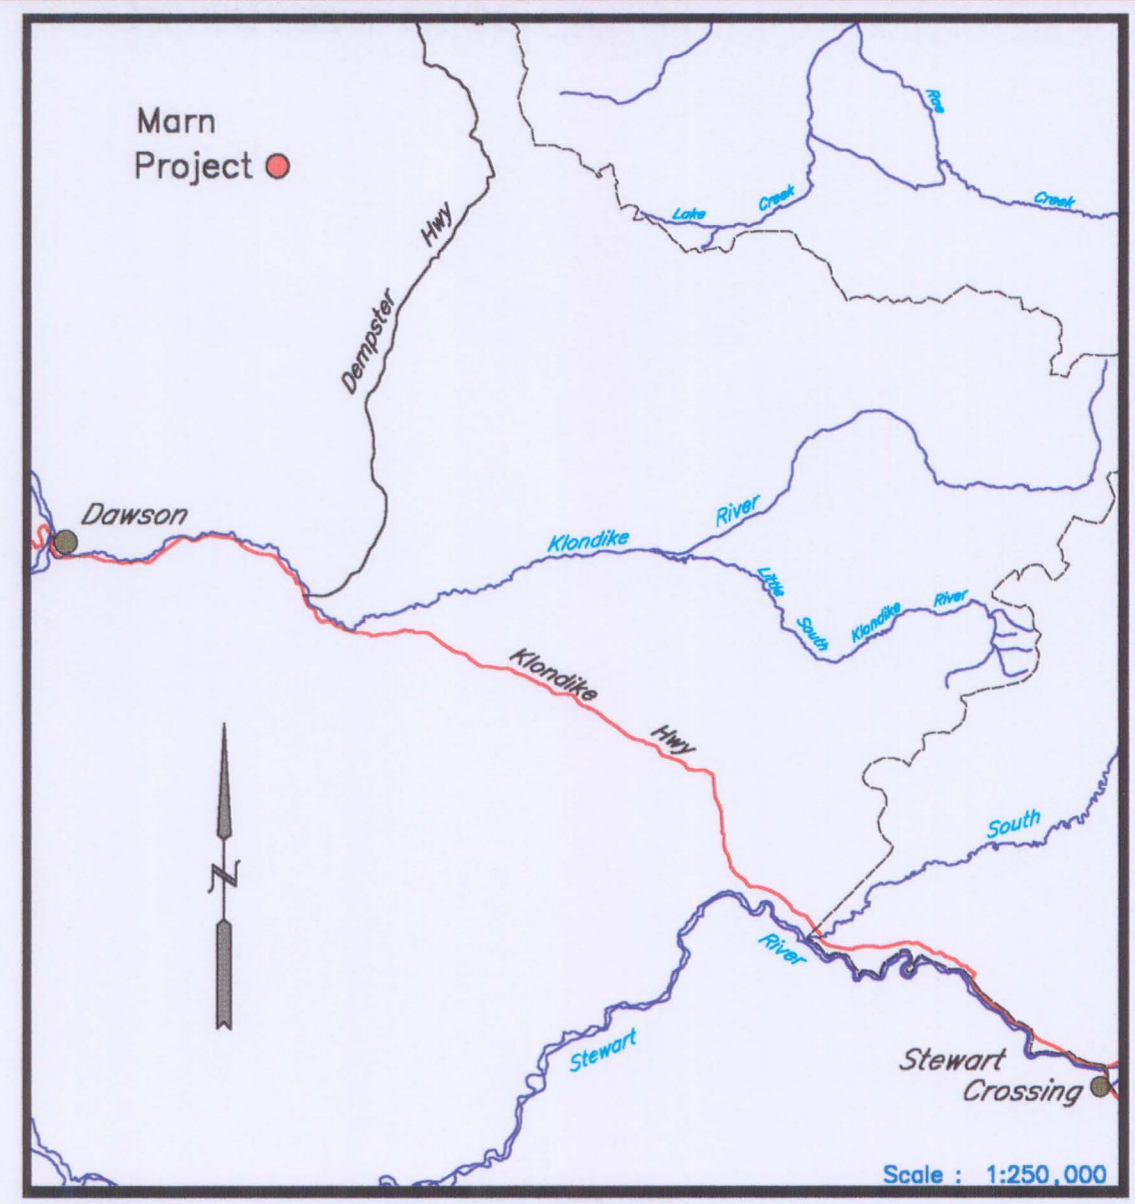 Marn
Project
Rae
Creek
Lake
Creek
Hwy
Dempster
Dawson
River
Klondike
Little
South
Klondike
River
Klondike
Hwy
N
South
River
Stewart
Stewart
Crossing
Scale : 1:250,000